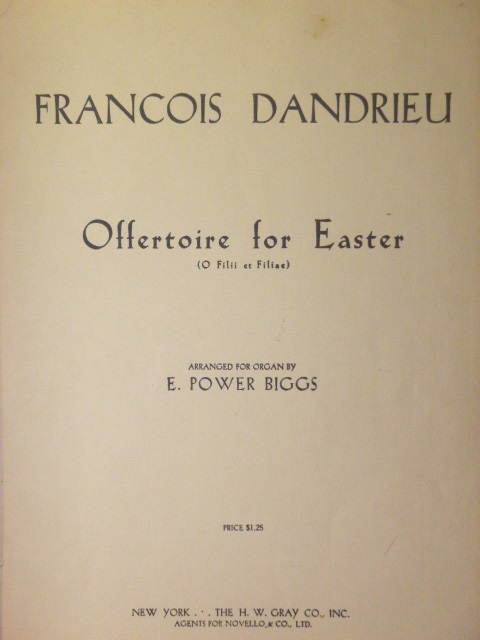 FRANCOIS DANDRIEU
Offertoire for Easter
(O Filii et Filiae)
ARRANGED FOR ORGAN BY
E. POWER BIGGS
PRICE $1.25
NEW YORK . · . THE H. W. GRAY CO., INC.
AGENTS FOR NOVELLO & CO., LTD.